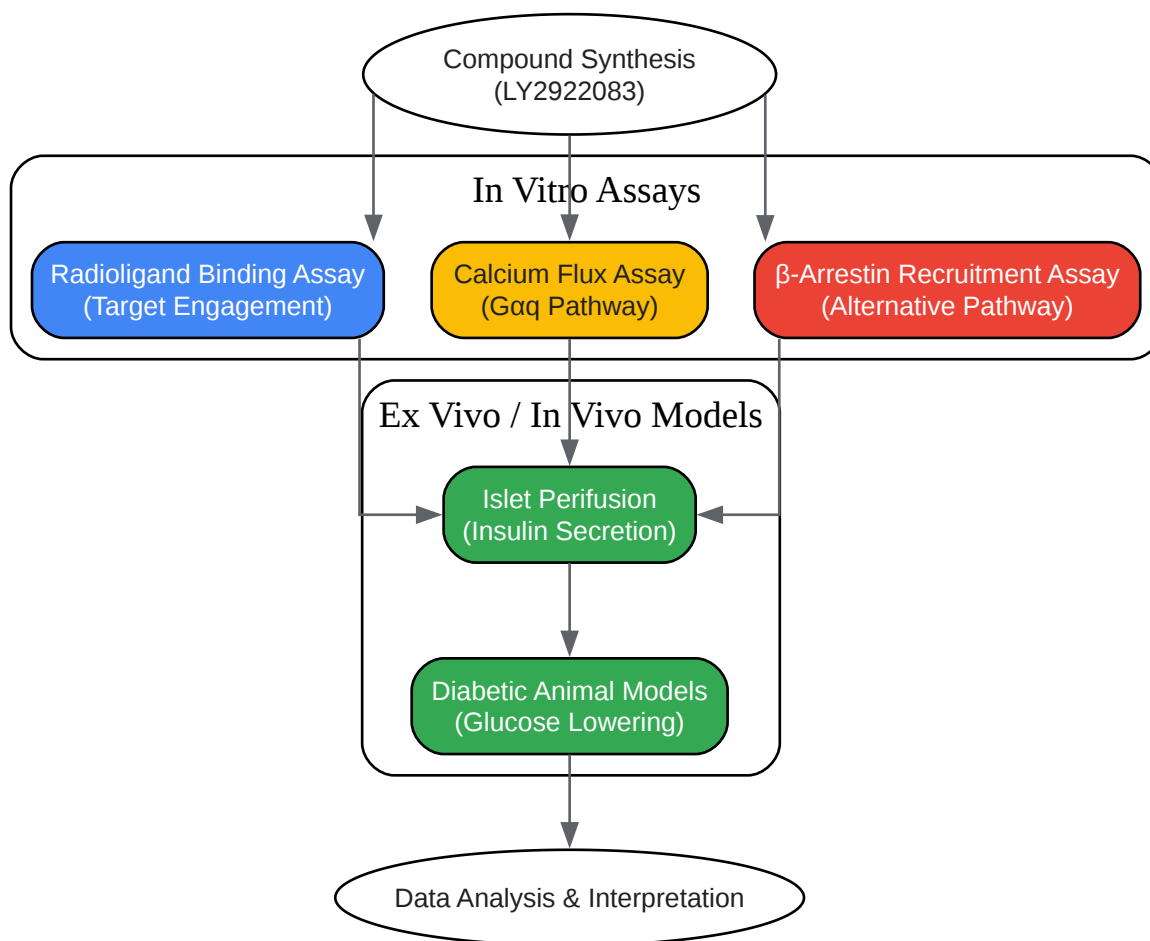 Compound Synthesis
(LY2922083)
In Vitro Assays
Radioligand Binding Assay
(Target Engagement)
Calcium Flux Assay
(Gαq Pathway)
β-Arrestin Recruitment Assay
(Alternative Pathway)
Ex Vivo / In Vivo Models
Islet Perifusion
(Insulin Secretion)
Diabetic Animal Models
(Glucose Lowering)
Data Analysis & Interpretation